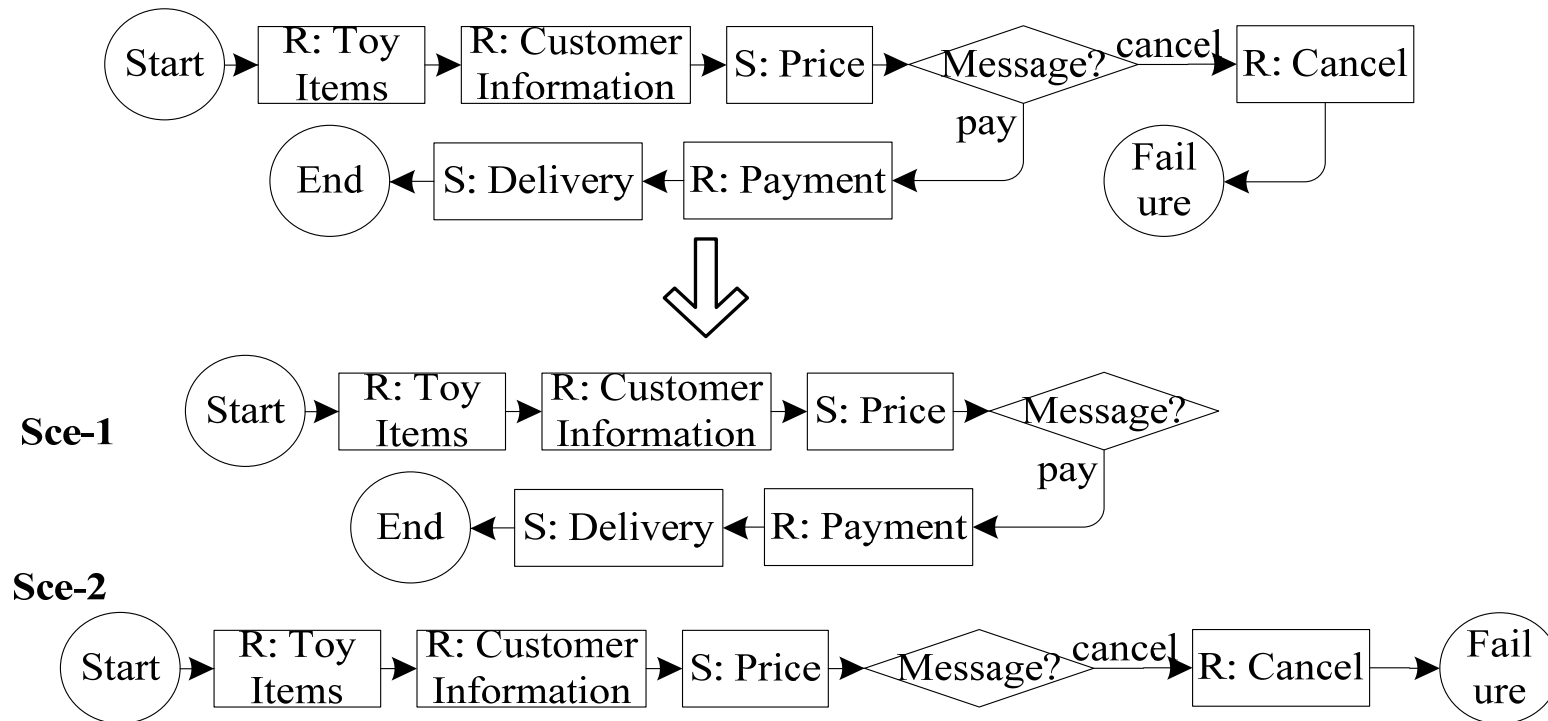 Start
R: Toy
Items
R: Customer
Information
S: Price
Message?
cancel
R: Cancel
pay
End
S: Delivery
R: Payment
Fail
ure
Sce-1
Start
R: Toy
Items
R: Customer
Information
S: Price
Message?
pay
End
S: Delivery
R: Payment
Sce-2
Start
R: Toy
Items
R: Customer
Information
S: Price
Message?
cancel
R: Cancel
Fail
ure